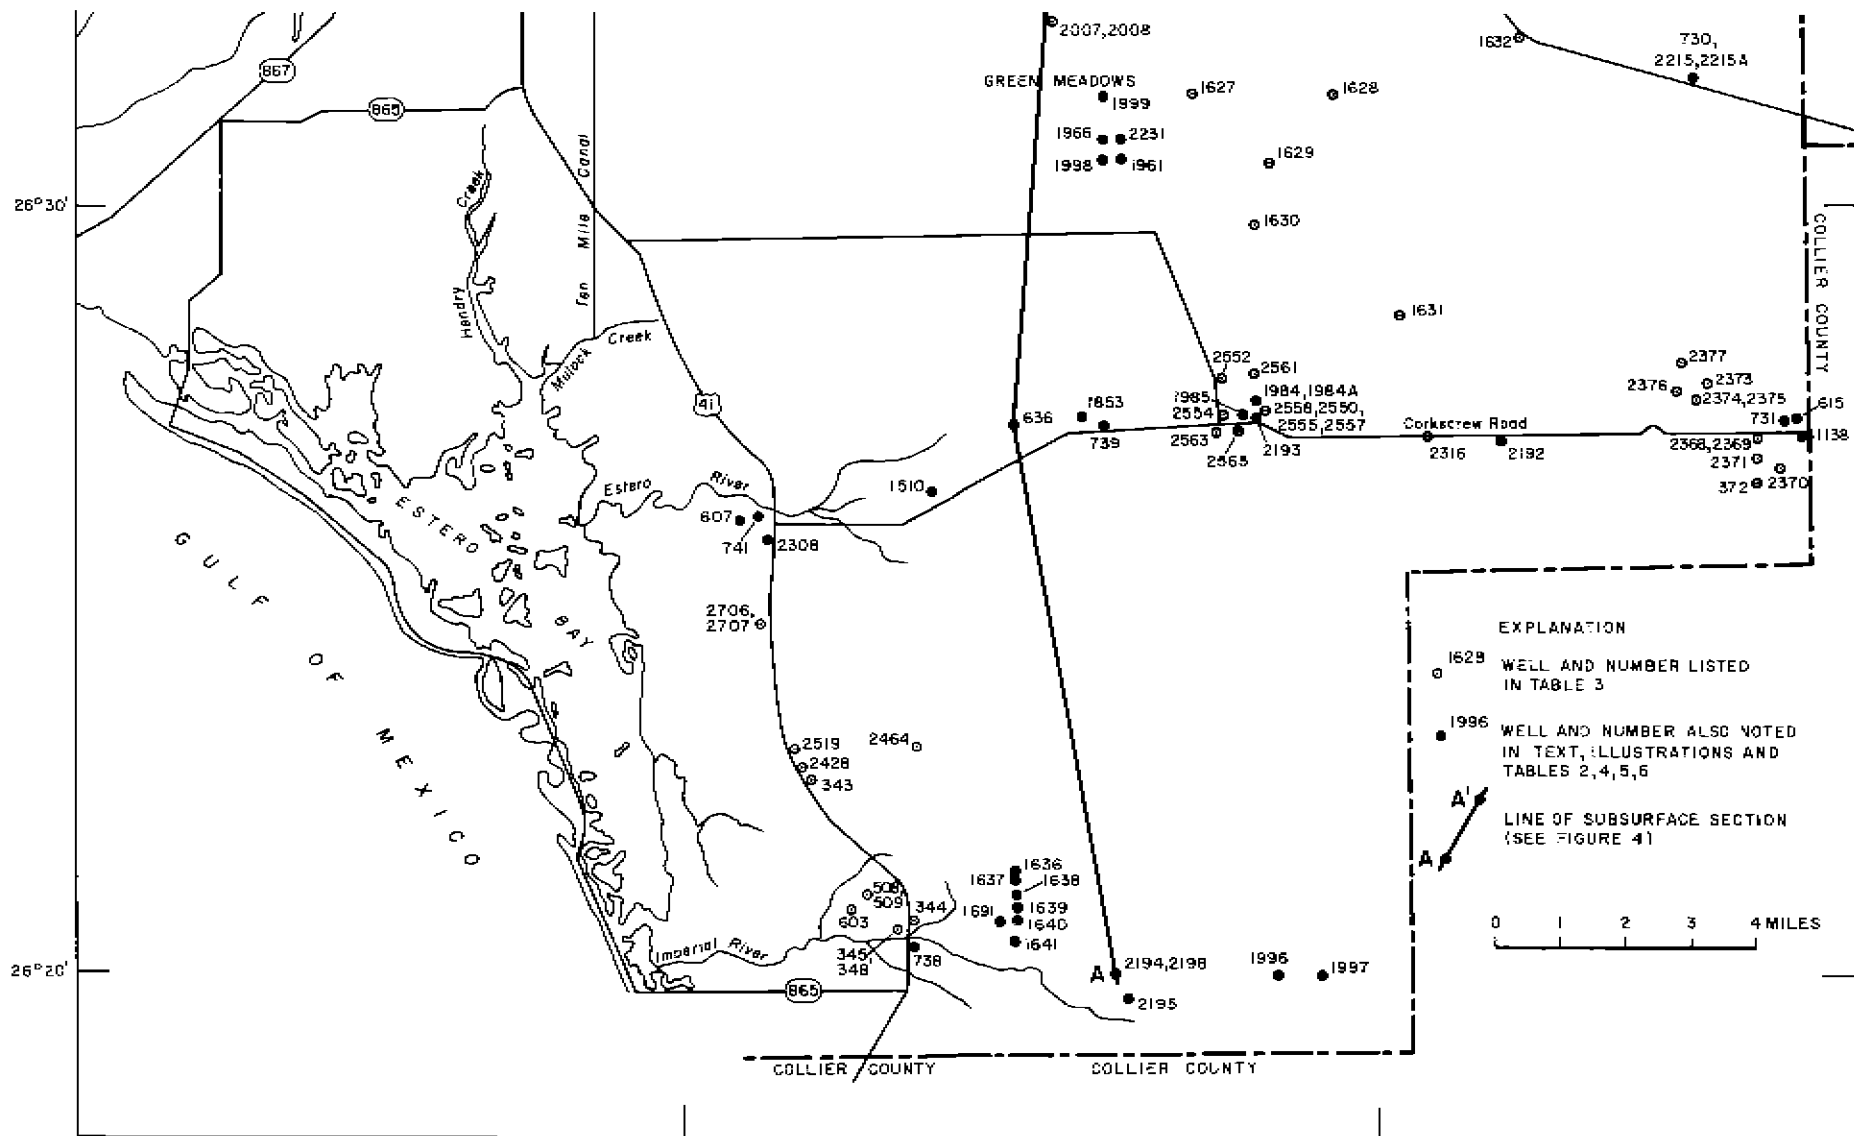 2007,2008
1632
730,
2215,2215A
867
GREEN MEADOWS
1627
1628
1999
865
1966
2231
1998
1961
1629
26°30'
Creek
Hendry
Ten Mile Canal
1630
COLLIER COUNTY
Mulock Creek
1631
41
2552
2561
2377
2376
2373
2374,2375
1984,1984A
1985
2554
2558,2550,
2555,2557
1853
636
739
2563
2565
2193
Corkscrew Road
2316
2192
731
615
1138
2368,2369
2371
372
2370
Estero River
1510
607
741
2308
ESTERO
BAY
GULF OF MEXICO
2706,
2707
2519
2464
2428
343
EXPLANATION
1629
WELL AND NUMBER LISTED
IN TABLE 3
1996
WELL AND NUMBER ALSO NOTED
IN TEXT, ILLUSTRATIONS AND
TABLES 2,4,5,6
A'
LINE OF SUBSURFACE SECTION
(SEE FIGURE 4)
A
0 1 2 3 4 MILES
1636
1637
1638
1639
1691
1640
1641
508,
509
603
344
345,
348
738
Imperial River
26°20'
865
A
2194,2198
2195
1996
1997
COLLIER COUNTY
COLLIER COUNTY